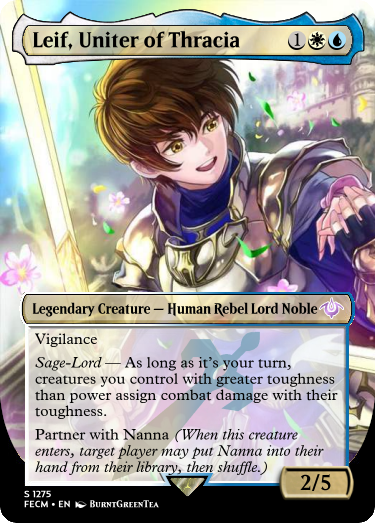 Leif, Uniter of Thracia 1
Legendary Creature — Human Rebel Lord Noble
Vigilance
Sage-Lord — As long as it's your turn,
creatures you control with greater toughness
than power assign combat damage with their
toughness.
Partner with Nanna (When this creature
enters, target player may put Nanna into their
hand from their library, then shuffle.)
2/5
S 1275
FECM • EN BurntGreenTea